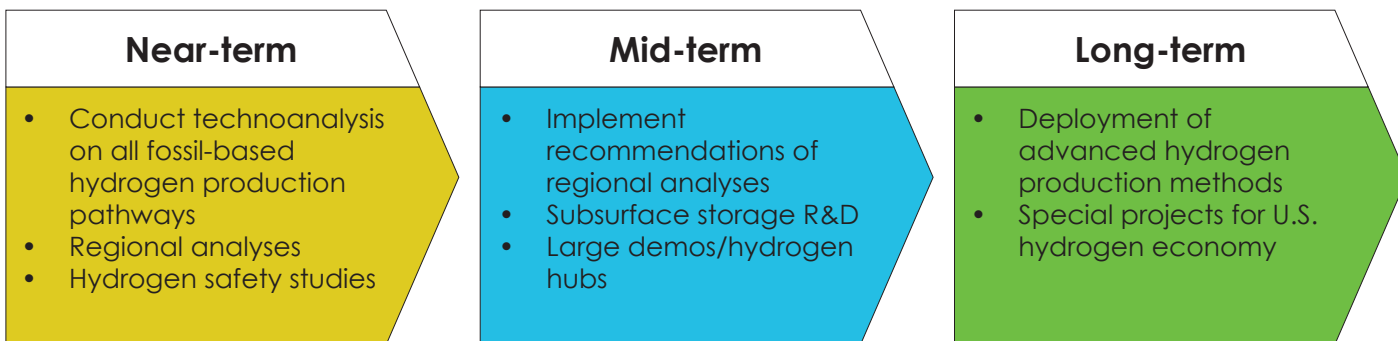 Near-term
• Conduct technoanalysis
on all fossil-based
hydrogen production
pathways
• Regional analyses
• Hydrogen safety studies
Mid-term
• Implement
recommendations of
regional analyses
• Subsurface storage R&D
• Large demos/hydrogen
hubs
Long-term
• Deployment of
advanced hydrogen
production methods
• Special projects for U.S.
hydrogen economy